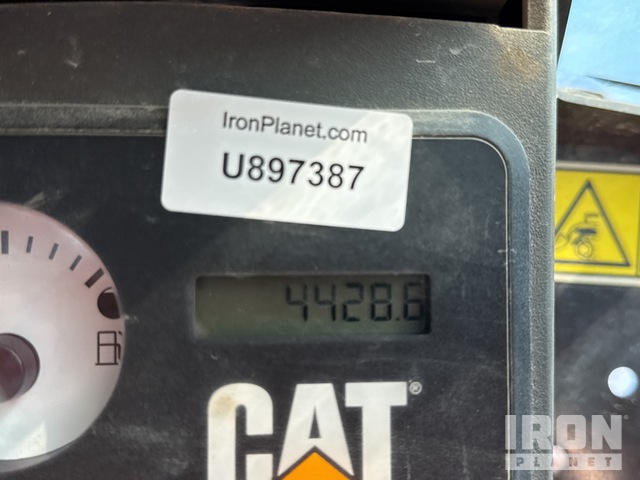 IronPlanet.com
U897387
4428.6
CAT®
IRON
PLANET